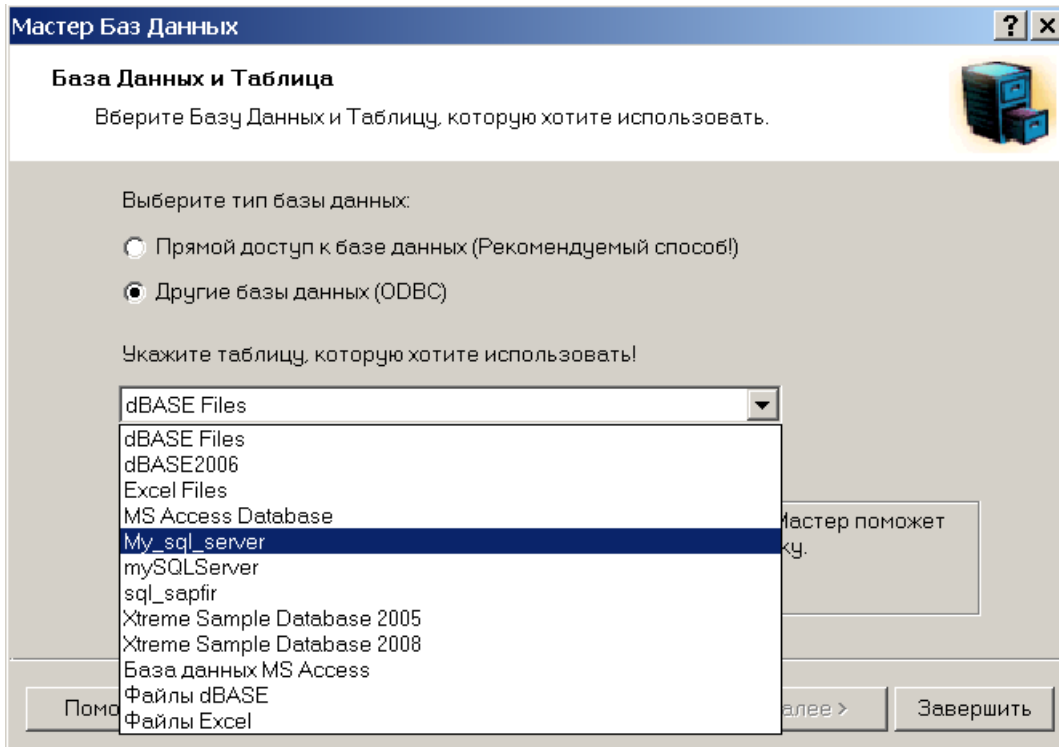 Мастер Баз Данных
База Данных и Таблица
Вберите Базу Данных и Таблицу, которую хотите использовать.
Выберите тип базы данных:
Прямой доступ к базе данных (Рекомендуемый способ!)
Другие базы данных (ODBC)
Укажите таблицу, которую хотите использовать!
dBASE Files
dBASE Files
dBASE2006
Excel Files
MS Access Database
My_sql_server
mySQLServer
sql_sapfir
Xtreme Sample Database 2005
Xtreme Sample Database 2008
База данных MS Access
Файлы dBASE
Файлы Excel
Мастер поможет
ку.
Помо
алее >
Завершить